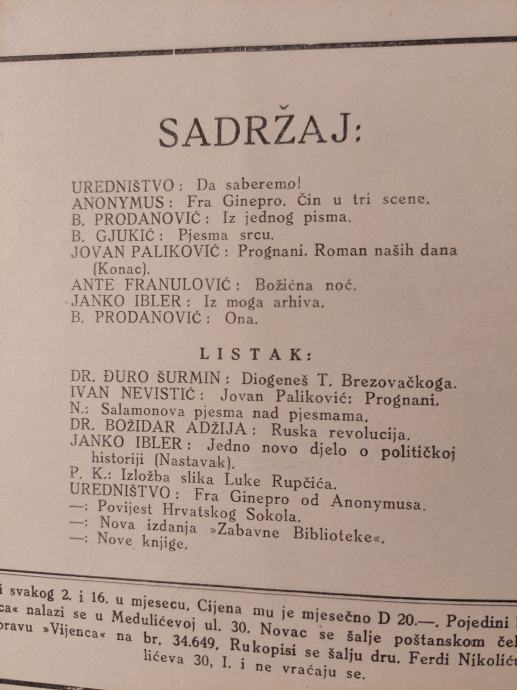 SADRŽAJ:
UREDNIŠTVO: Da saberemo!
ANONYMUS: Fra Ginepro. Čin u tri scene.
B. PRODANOVIĆ: Iz jednog pisma.
B. GJUKIĆ: Pjesma srcu.
JOVAN PALIKOVIĆ: Prognani. Roman naših dana
(Konac).
ANTE FRANULOVIĆ: Božićna noć.
JANKO IBLER: Iz moga arhiva.
B. PRODANOVIĆ: Ona.
LISTAK:
DR. ĐURO ŠURMIN: Diogeneš T. Brezovačkoga.
IVAN NEVISTIĆ: Jovan Paliković: Prognani.
N.: Salamonova pjesma nad pjesmama.
DR. BOŽIDAR ADŽIJA: Ruska revolucija.
JANKO IBLER: Jedno novo djelo o političkoj
historiji (Nastavak).
P. K.: Izložba slika Luke Rupčića.
UREDNIŠTVO: Fra Ginepro od Anonymusa.
—: Povijest Hrvatskog Sokola.
—: Nova izdanja »Zabavne Biblioteke«.
—: Nove knjige.
i svakog 2. i 16. u mjesecu. Cijena mu je mjesečno D 20.—. Pojedini
ca« nalazi se u Medulićevoj ul. 30. Novac se šalje poštanskom ček
pravu »Vijenca« na br. 34.649. Rukopisi se šalju dru. Ferdi Nikoliću
lićeva 30, I. i ne vraćaju se.